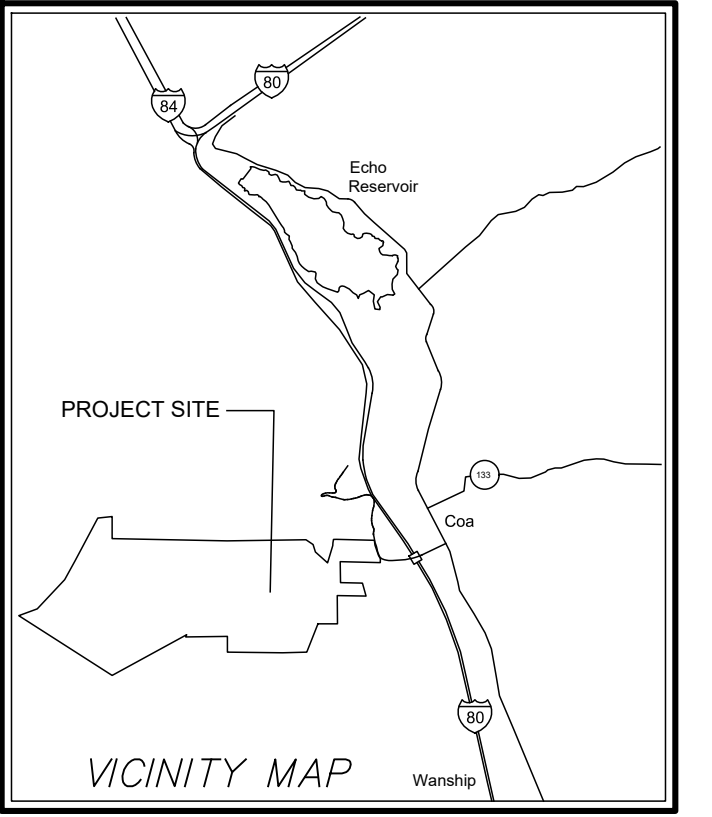 80
84
Echo
Reservoir
PROJECT SITE
133
Coa
80
VICINITY MAP
Wanship